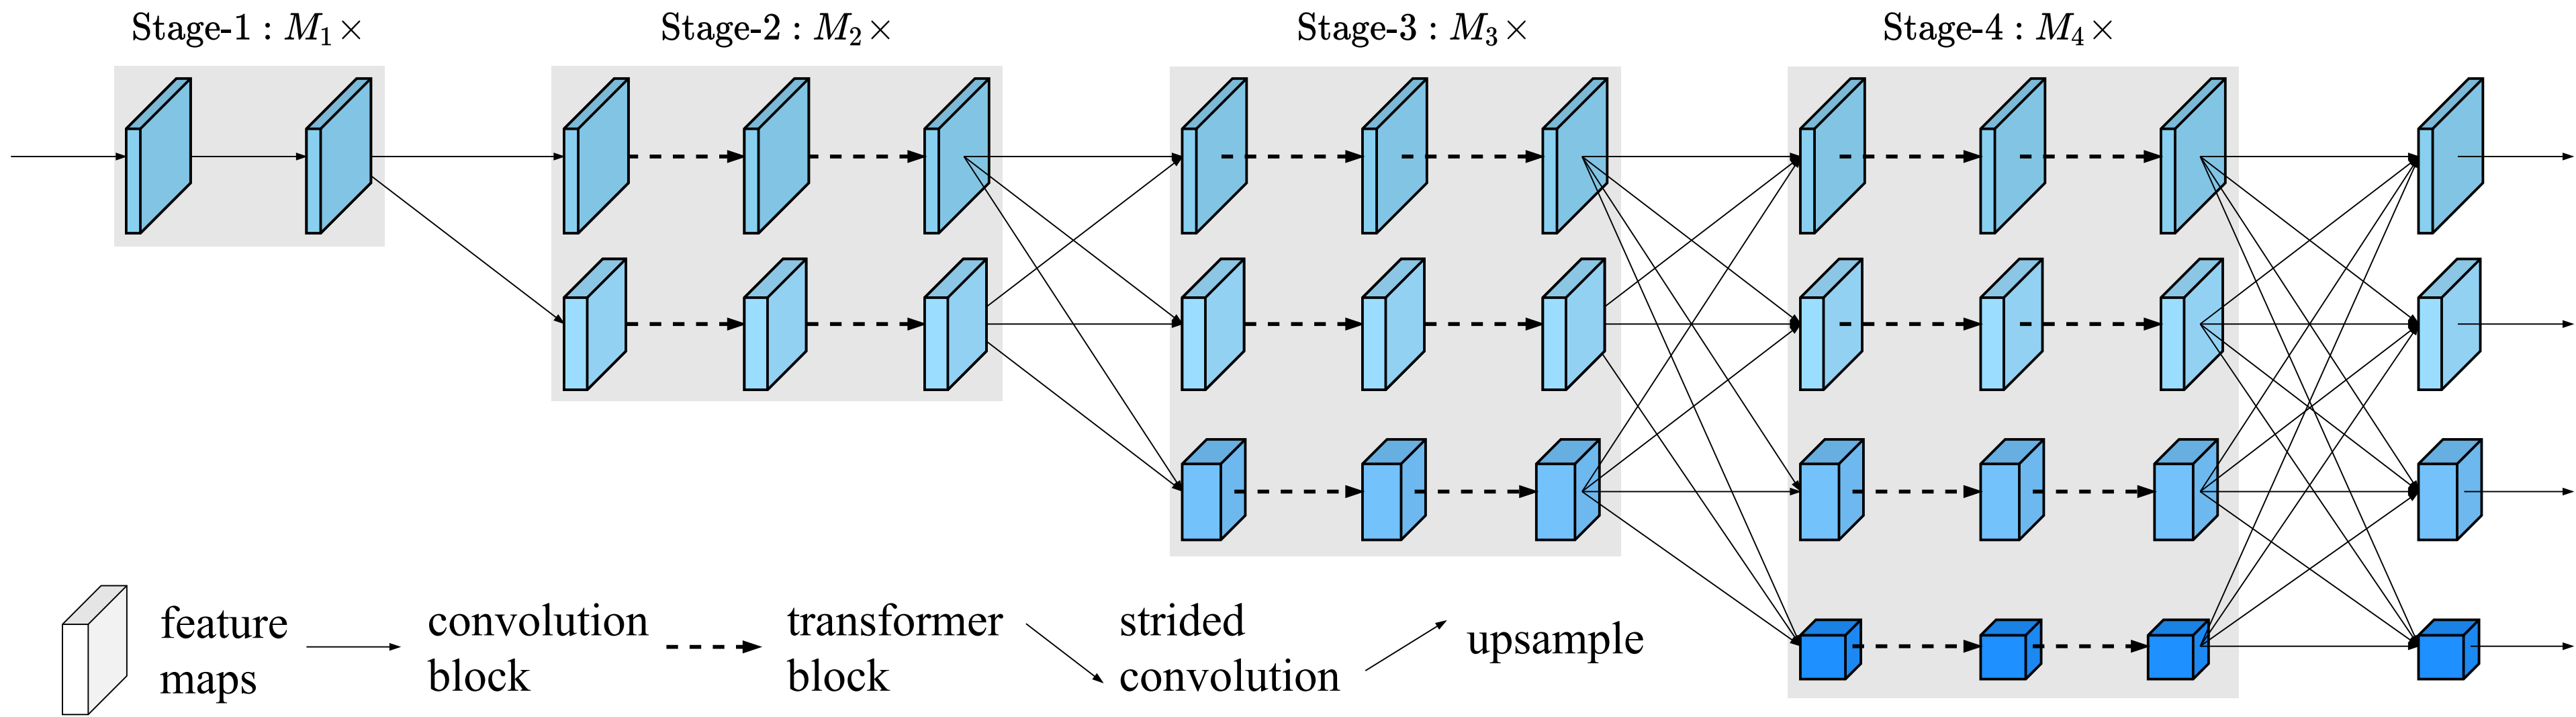 Stage-1 : M₁×
Stage-2 : M₂×
Stage-3 : M₃×
Stage-4 : M₄×
feature
maps
convolution
block
transformer
block
strided
convolution
upsample